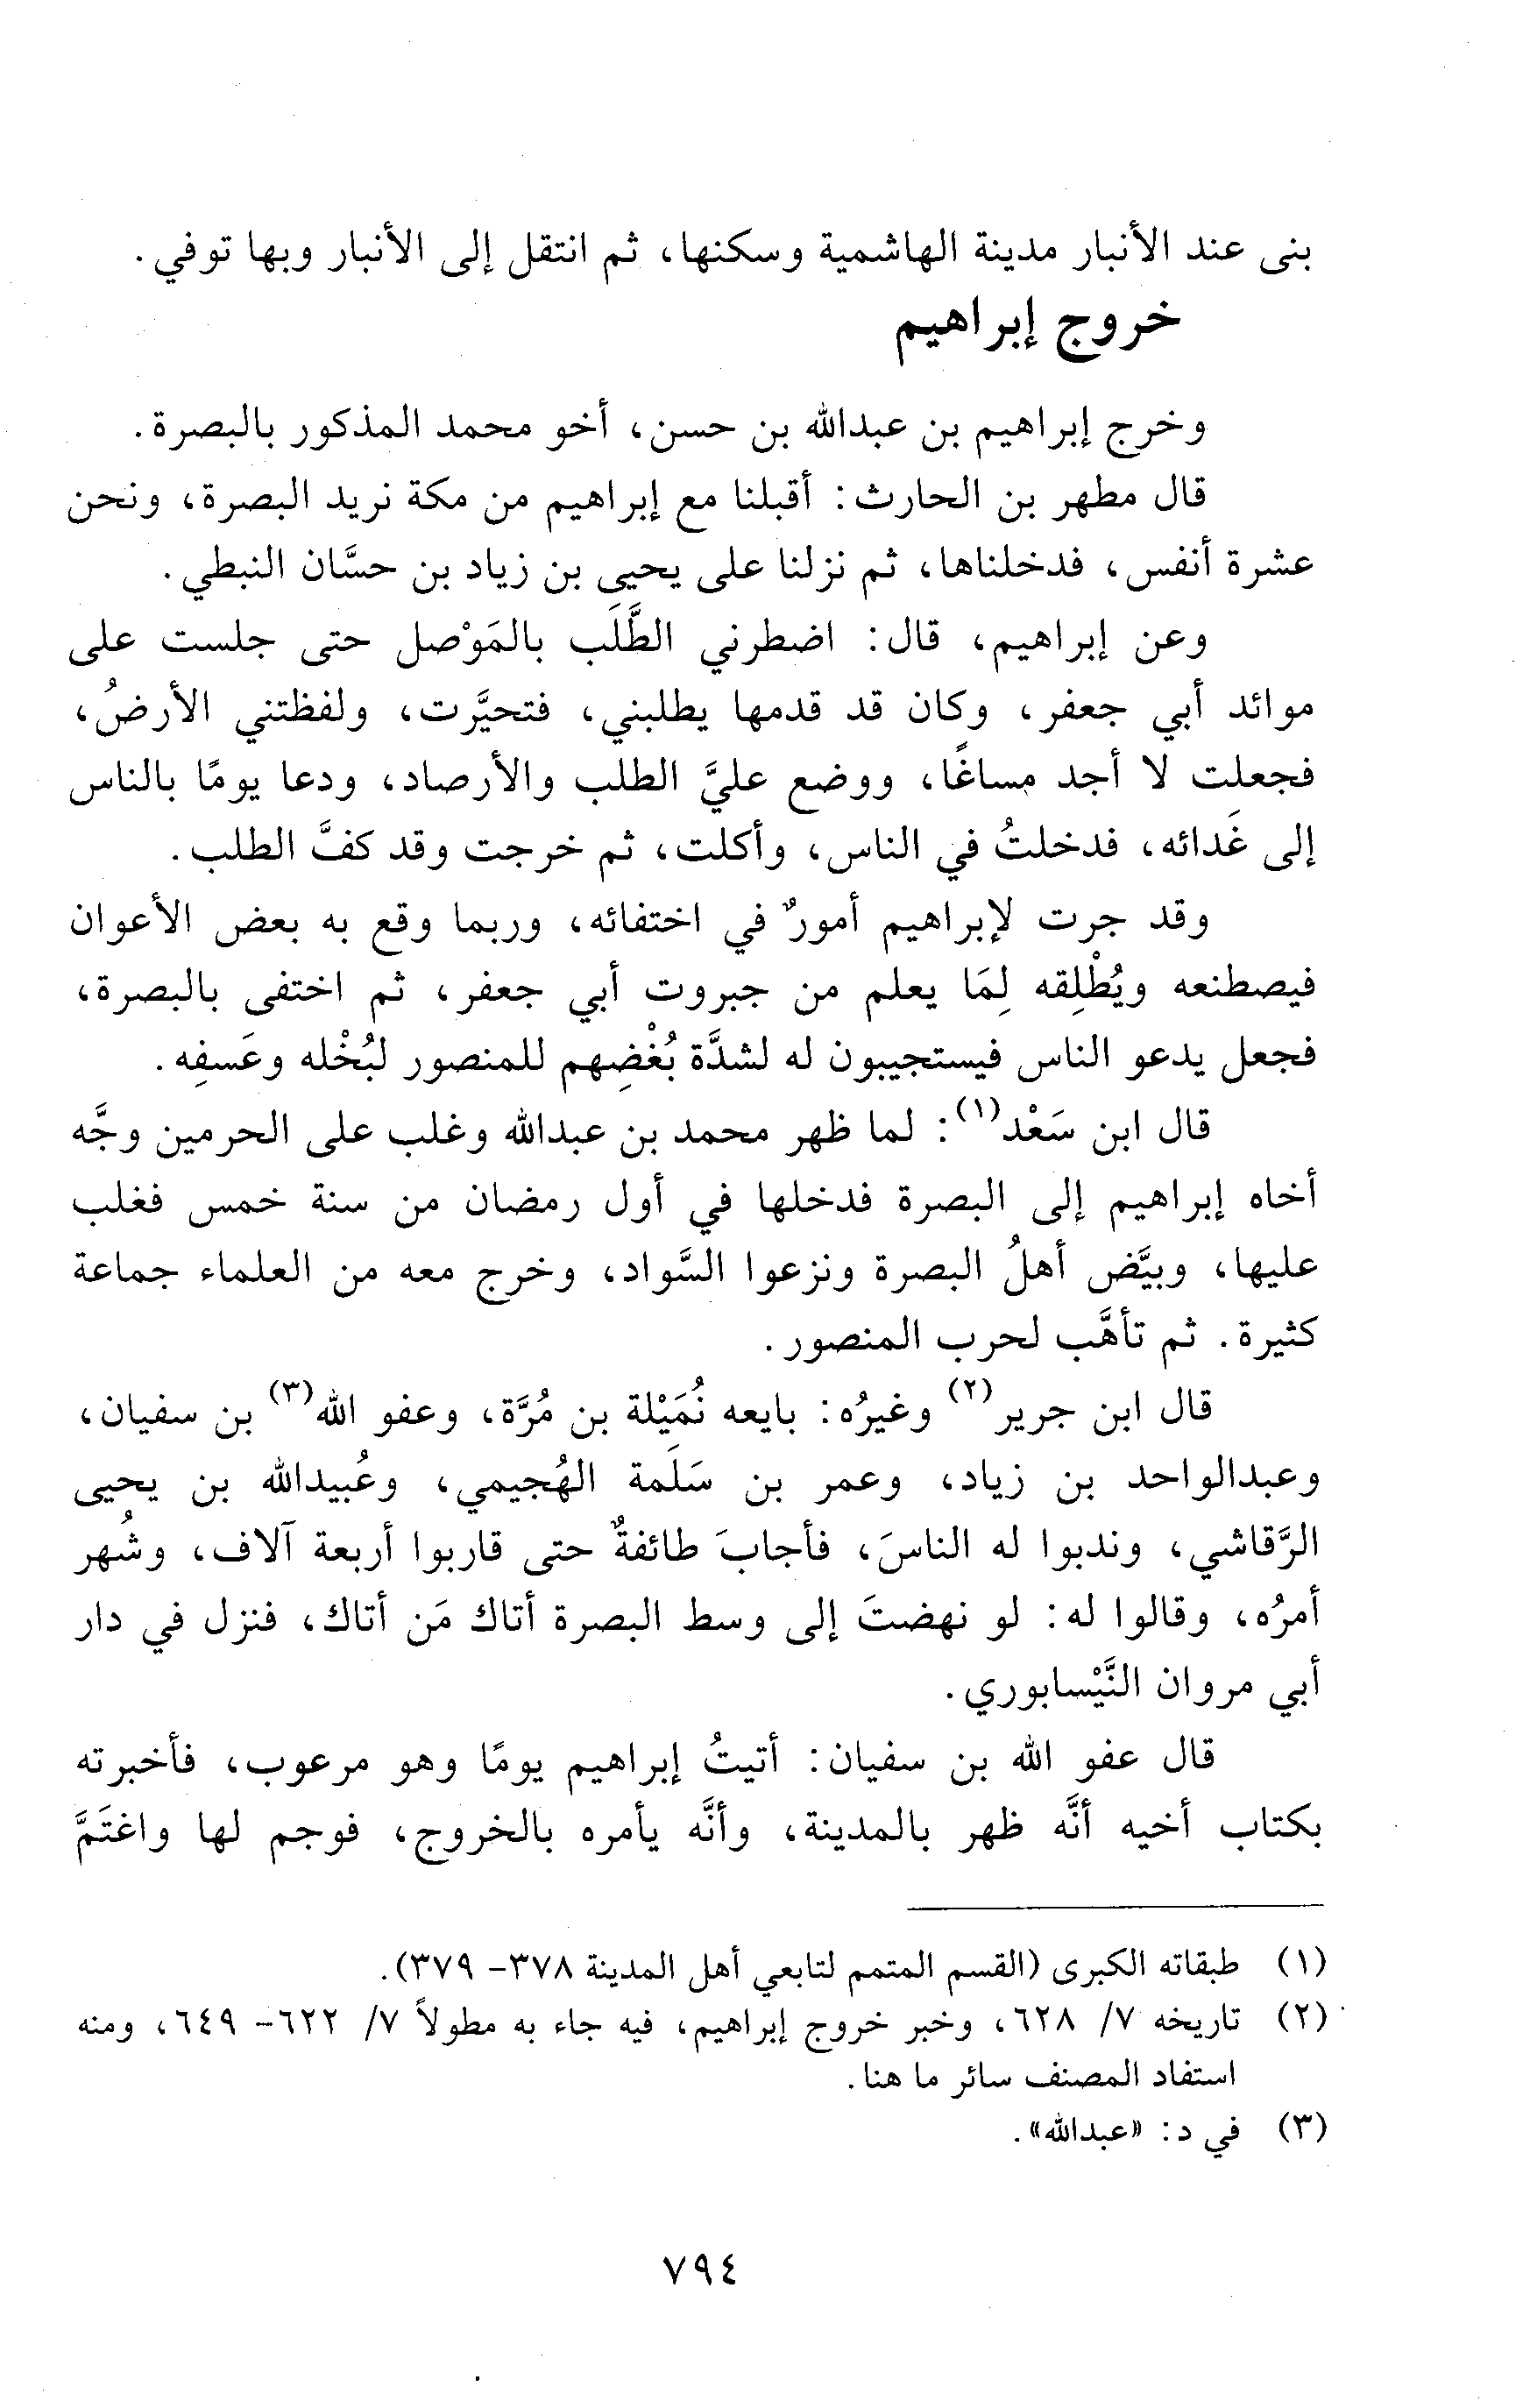 بنى عند الأنبار مدينة الهاشمية وسكنها، ثم انتقل إلى الأنبار وبها توفي.
خروج إبراهيم
وخرج إبراهيم بن عبدالله بن حسن، أخو محمد المذكور بالبصرة.
قال مطهر بن الحارث: أقبلنا مع إبراهيم من مكة نريد البصرة، ونحن
عشرة أنفس، فدخلناها، ثم نزلنا على يحيى بن زياد بن حسَّان النبطي.
وعن إبراهيم، قال: اضطرني الطَّلَب بالمَوْصل حتى جلست على
موائد أبي جعفر، وكان قد قدمها يطلبني، فتحيَّرت، ولفظتني الأرضُ،
فجعلت لا أجد مساغًا، ووضع عليَّ الطلب والأرصاد، ودعا يومًا بالناس
إلى غَدائه، فدخلتُ في الناس، وأكلت، ثم خرجت وقد كفَّ الطلب.
وقد جرت لإبراهيم أمورٌ في اختفائه، وربما وقع به بعض الأعوان
فيصطنعه ويُطْلِقه لِمَا يعلم من جبروت أبي جعفر، ثم اختفى بالبصرة،
فجعل يدعو الناس فيستجيبون له لشدَّة بُغْضِهم للمنصور لبُخْله وعَسفِه.
قال ابن سَعْد(١): لما ظهر محمد بن عبدالله وغلب على الحرمين وجَّه
أخاه إبراهيم إلى البصرة فدخلها في أول رمضان من سنة خمس فغلب
عليها، وبيَّض أهلُ البصرة ونزعوا السَّواد، وخرج معه من العلماء جماعة
كثيرة. ثم تأهَّب لحرب المنصور.
قال ابن جرير(٢) وغيرُه: بايعه نُمَيْلة بن مُرَّة، وعفو الله(٣) بن سفيان،
وعبدالواحد بن زياد، وعمر بن سَلَمة الهُجيمي، وعُبيدالله بن يحيى
الرَّقاشي، وندبوا له الناسَ، فأجابَ طائفةٌ حتى قاربوا أربعة آلاف، وشُهر
أمرُه، وقالوا له: لو نهضتَ إلى وسط البصرة أتاك مَن أتاك، فنزل في دار
أبي مروان النَّيْسابوري.
قال عفو الله بن سفيان: أتيتُ إبراهيم يومًا وهو مرعوب، فأخبرته
بكتاب أخيه أنَّه ظهر بالمدينة، وأنَّه يأمره بالخروج، فوجم لها واغتَمَّ
(١) طبقاته الكبرى (القسم المتمم لتابعي أهل المدينة ٣٧٨- ٣٧٩).
(٢) تاريخه ٧/ ٦٢٨، وخبر خروج إبراهيم، فيه جاء به مطولاً ٧/ ٦٢٢- ٦٤٩، ومنه
استفاد المصنف سائر ما هنا.
(٣) في د: «عبدالله».
٧٩٤